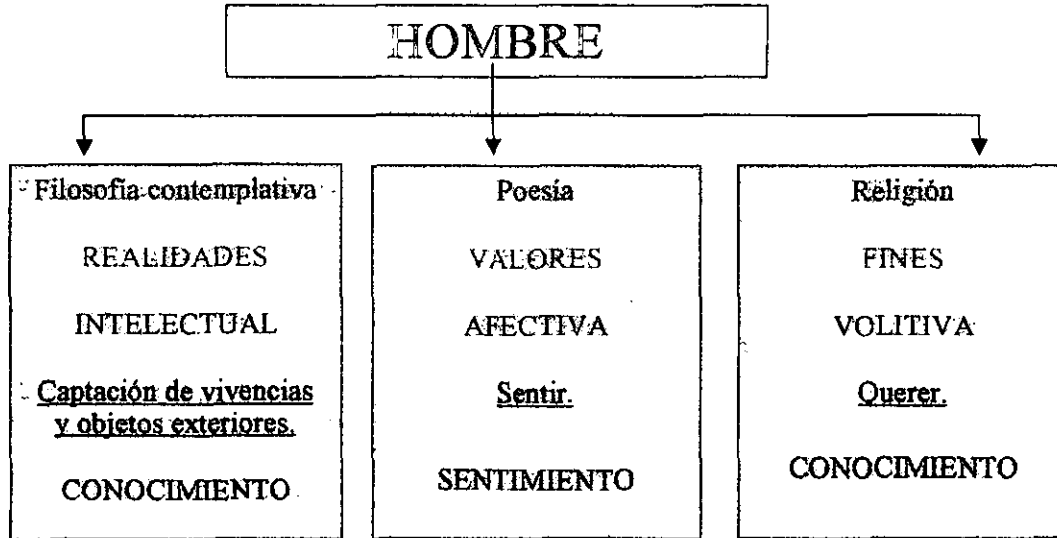 HOMBRE
Filosofía contemplativa
REALIDADES
INTELECTUAL
Captación de vivencias
y objetos exteriores.
CONOCIMIENTO
Poesía
VALORES
AFECTIVA
Sentir.
SENTIMIENTO
Religión
FINES
VOLITIVA
Querer.
CONOCIMIENTO